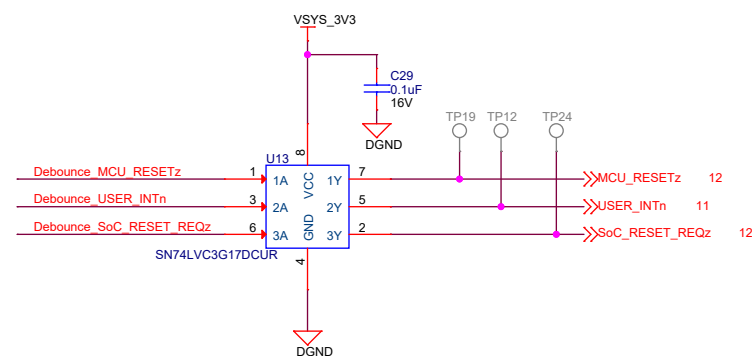 VSYS_3V3
C29
0.1uF
16V
DGND
TP19 TP12 TP24
U13
8
Debounce_MCU_RESETz 1 1A VCC 1Y 7 MCU_RESETz 12
Debounce_USER_INTn 3 2A 2Y 5 USER_INTn 11
Debounce_SoC_RESET_REQz 6 3A GND 3Y 2 SoC_RESET_REQz 12
SN74LVC3G17DCUR
4
DGND